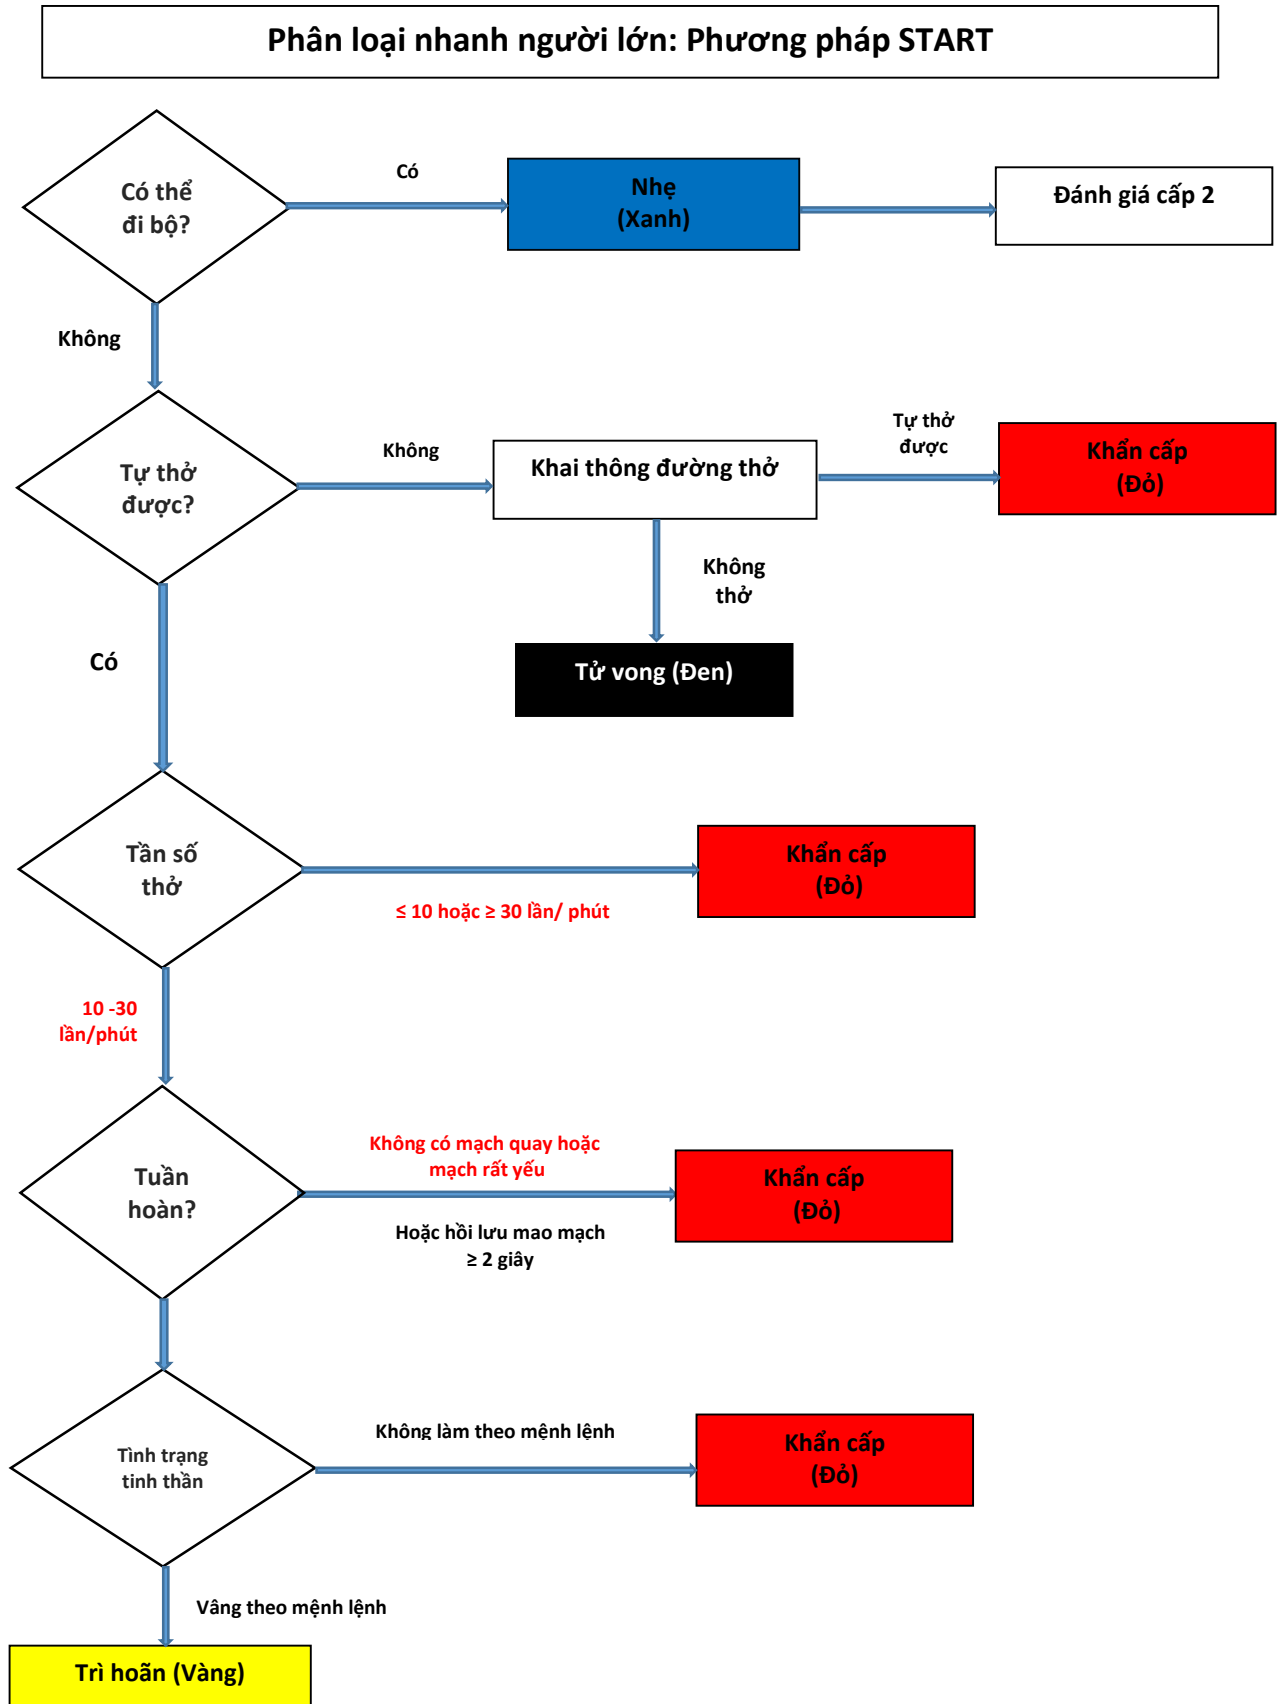 Phân loại nhanh người lớn: Phương pháp START
Có thể
đi bộ?
Có
Nhẹ
(Xanh)
Đánh giá cấp 2
Không
Tự thở
được?
Không
Khai thông đường thở
Tự thở
được
Khẩn cấp
(Đỏ)
Không
thở
Tử vong (Đen)
Có
Tần số
thở
≤ 10 hoặc ≥ 30 lần/ phút
Khẩn cấp
(Đỏ)
10 -30
lần/phút
Tuần
hoàn?
Không có mạch quay hoặc
mạch rất yếu
Hoặc hồi lưu mao mạch
≥ 2 giây
Khẩn cấp
(Đỏ)
Tình trạng
tinh thần
Không làm theo mệnh lệnh
Khẩn cấp
(Đỏ)
Vâng theo mệnh lệnh
Trì hoãn (Vàng)